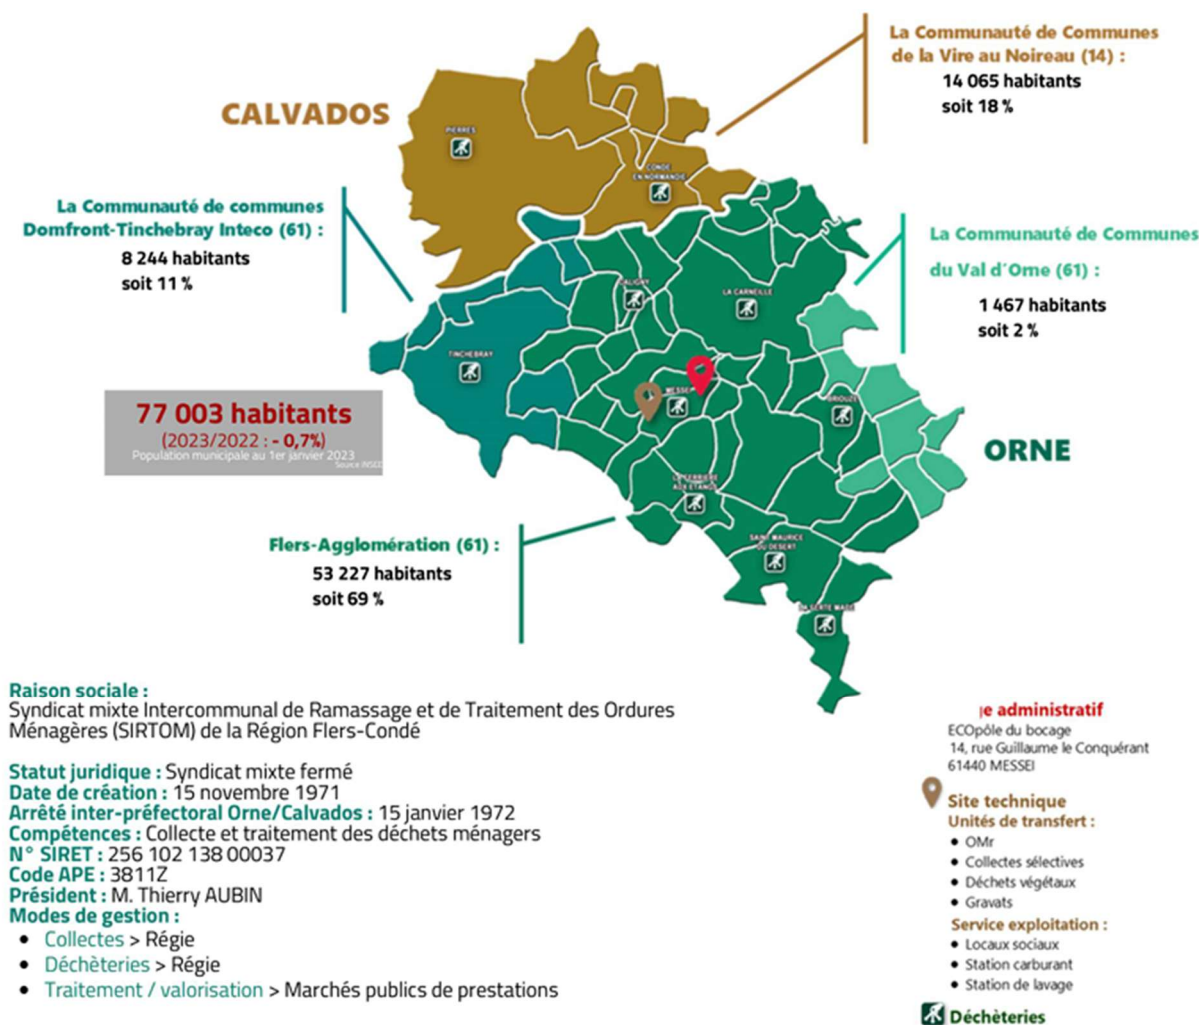 La Communauté de Communes
de la Vire au Noireau (14) :
14 065 habitants
soit 18 %
CALVADOS
PIERRES
CONDE
EN NORMANDIE
La Communauté de communes
Domfront-Tinchebray Inteco (61) :
8 244 habitants
soit 11 %
La Communauté de Communes
du Val d'Orne (61) :
1 467 habitants
soit 2 %
CALIGNY
LA CARNEILLE
TINCHEBRAY
MESSEI
BRIOUZE
77 003 habitants
(2023/2022 : - 0,7%)
Population municipale au 1er janvier 2023
Source INSEE
ORNE
LA FERRIERE
AUX ETANGS
Flers-Agglomération (61) :
53 227 habitants
soit 69 %
SAINT MAURICE
DU DESERT
LA FERTE MACE
Raison sociale :
Syndicat mixte Intercommunal de Ramassage et de Traitement des Ordures
Ménagères (SIRTOM) de la Région Flers-Condé
Statut juridique : Syndicat mixte fermé
Date de création : 15 novembre 1971
Arrêté inter-préfectoral Orne/Calvados : 15 janvier 1972
Compétences : Collecte et traitement des déchets ménagers
N° SIRET : 256 102 138 00037
Code APE : 3811Z
Président : M. Thierry AUBIN
Modes de gestion :
• Collectes > Régie
• Déchèteries > Régie
• Traitement / valorisation > Marchés publics de prestations
e administratif
ECOpôle du bocage
14, rue Guillaume le Conquérant
61440 MESSEI
Site technique
Unités de transfert :
• OMr
• Collectes sélectives
• Déchets végétaux
• Gravats
Service exploitation :
• Locaux sociaux
• Station carburant
• Station de lavage
Déchèteries